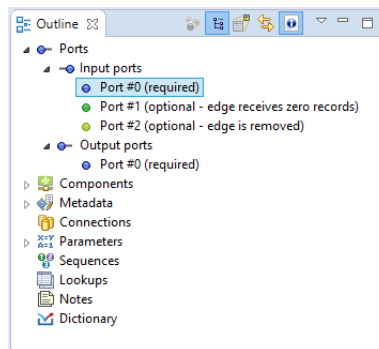 Outline
Ports
Input ports
Port #0 (required)
Port #1 (optional - edge receives zero records)
Port #2 (optional - edge is removed)
Output ports
Port #0 (required)
Components
Metadata
Connections
X=Y
A=1
Parameters
Sequences
Lookups
Notes
Dictionary